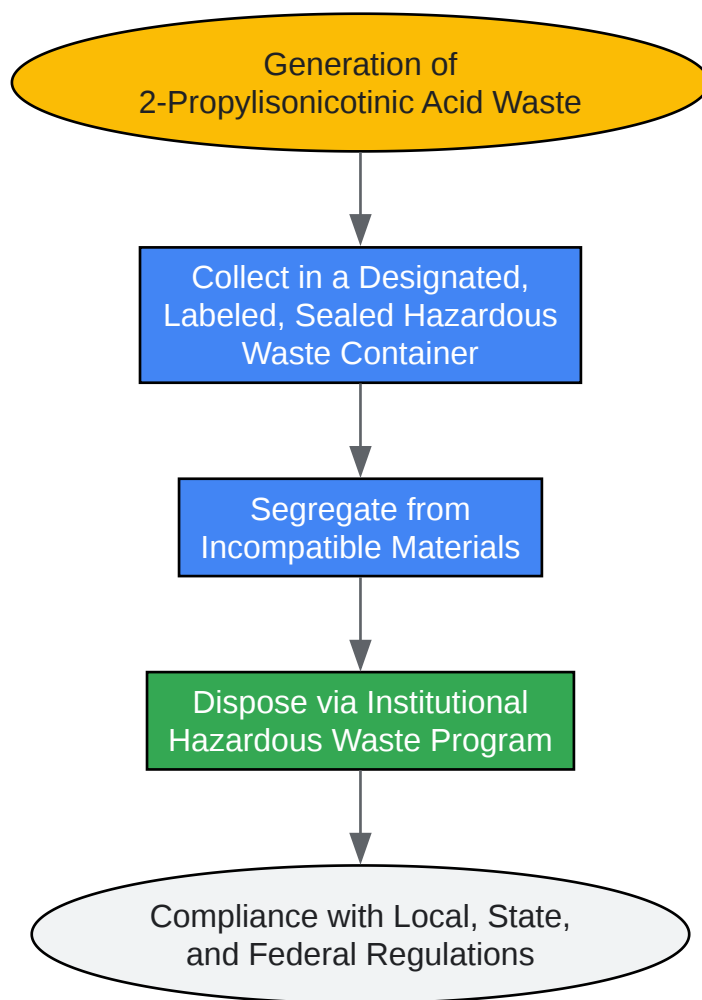 Generation of
2-Propylisonicotinic Acid Waste
Collect in a Designated,
Labeled, Sealed Hazardous
Waste Container
Segregate from
Incompatible Materials
Dispose via Institutional
Hazardous Waste Program
Compliance with Local, State,
and Federal Regulations